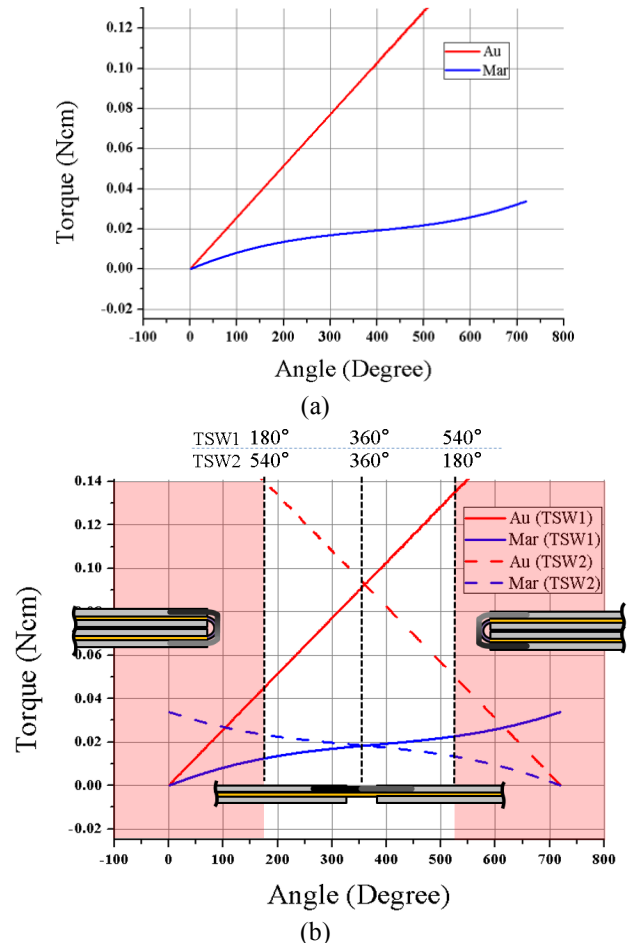 0.12
0.10
0.08
0.06
0.04
0.02
0.00
-0.02
Torque (Ncm)
Au
Mar
-100 0 100 200 300 400 500 600 700 800
Angle (Degree)
(a)
TSW1 180° 360° 540°
TSW2 540° 360° 180°
0.14
0.12
0.10
0.08
0.06
0.04
0.02
0.00
-0.02
Torque (Ncm)
Au (TSW1)
Mar (TSW1)
Au (TSW2)
Mar (TSW2)
-100 0 100 200 300 400 500 600 700 800
Angle (Degree)
(b)